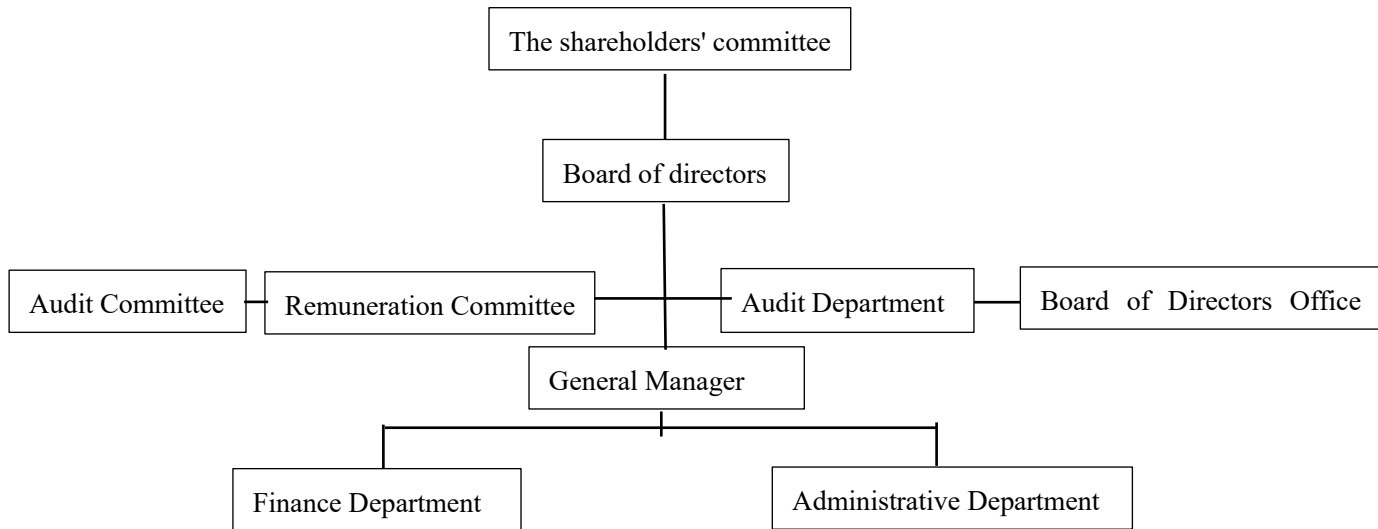 The shareholders' committee
Board of directors
Audit Committee
Remuneration Committee
Audit Department
Board of Directors Office
General Manager
Finance Department
Administrative Department